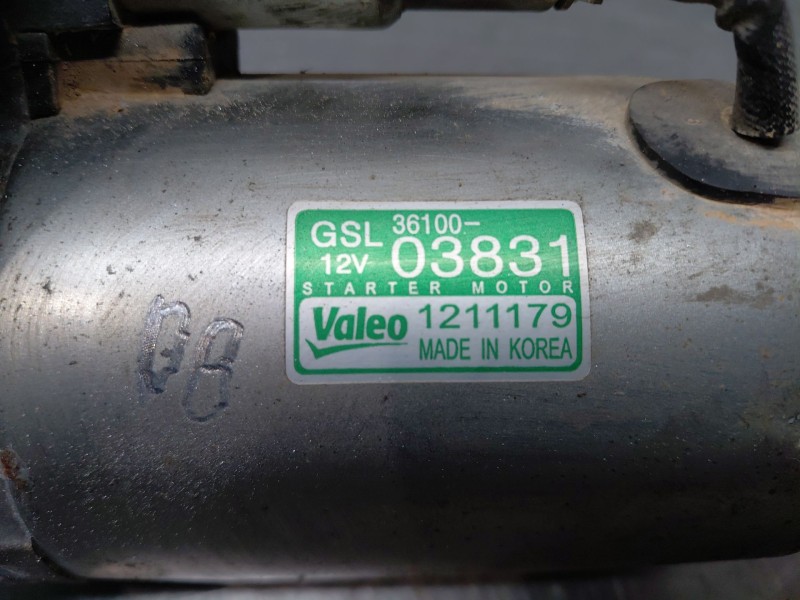 GSL 36100-
12V 03831
STARTER MOTOR
Valeo 1211179
MADE IN KOREA